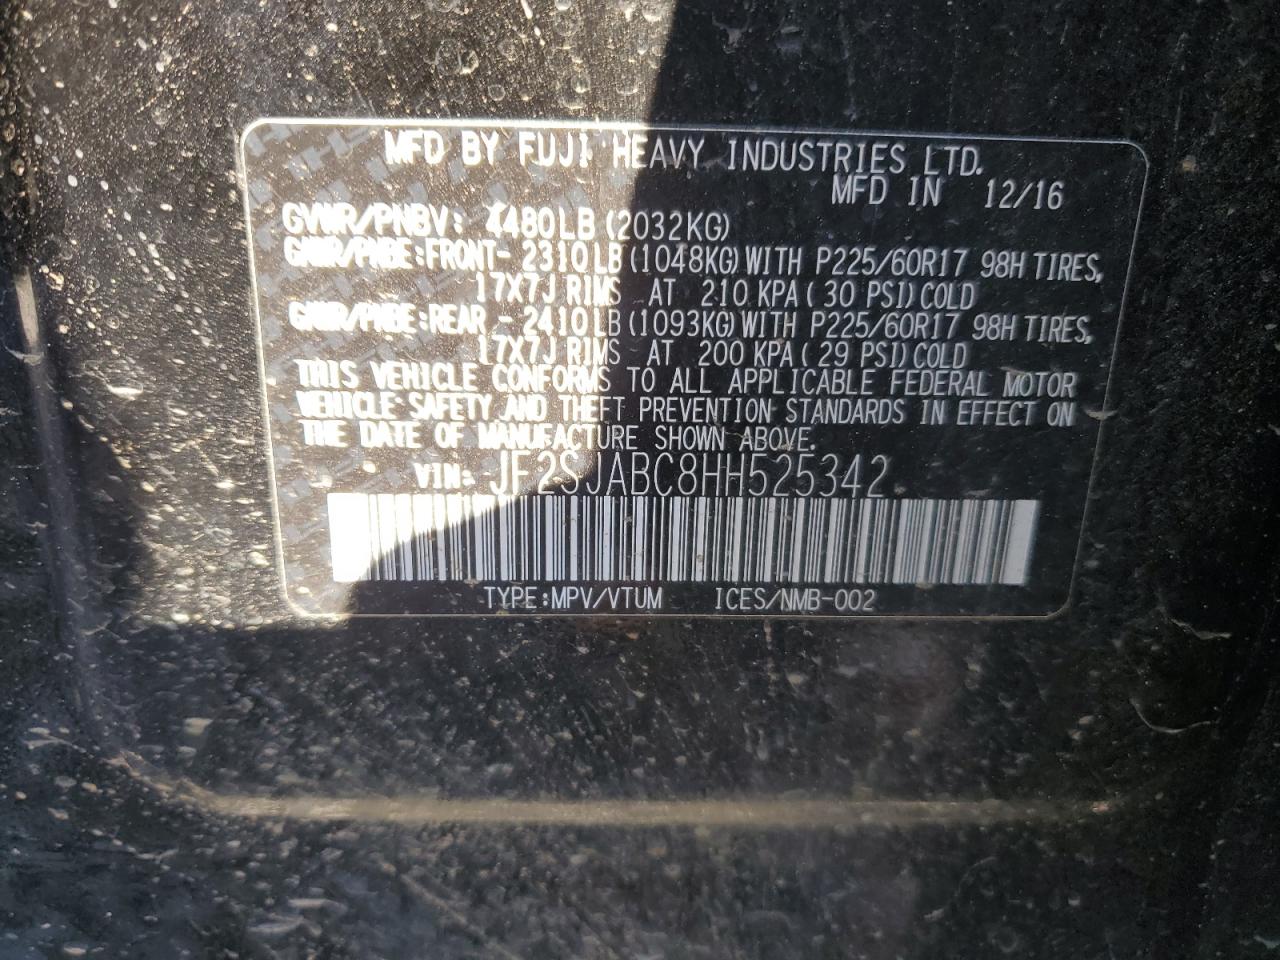 MFD BY FUJI HEAVY INDUSTRIES LTD.
MFD IN 12/16
GVWR/PNBV: 4480LB (2032KG)
GAWR/PNBE:FRONT- 2310LB (1048KG) WITH P225/60R17 98H TIRES,
17X7J RIMS AT 210 KPA ( 30 PSI) COLD
GAWR/PNBE:REAR - 2410LB (1093KG) WITH P225/60R17 98H TIRES,
17X7J RIMS AT 200 KPA ( 29 PSI) COLD
THIS VEHICLE CONFORMS TO ALL APPLICABLE FEDERAL MOTOR
VEHICLE SAFETY AND THEFT PREVENTION STANDARDS IN EFFECT ON
THE DATE OF MANUFACTURE SHOWN ABOVE.
VIN: JF2SJABC8HH525342
TYPE:MPV/VTUM ICES/NMB-002